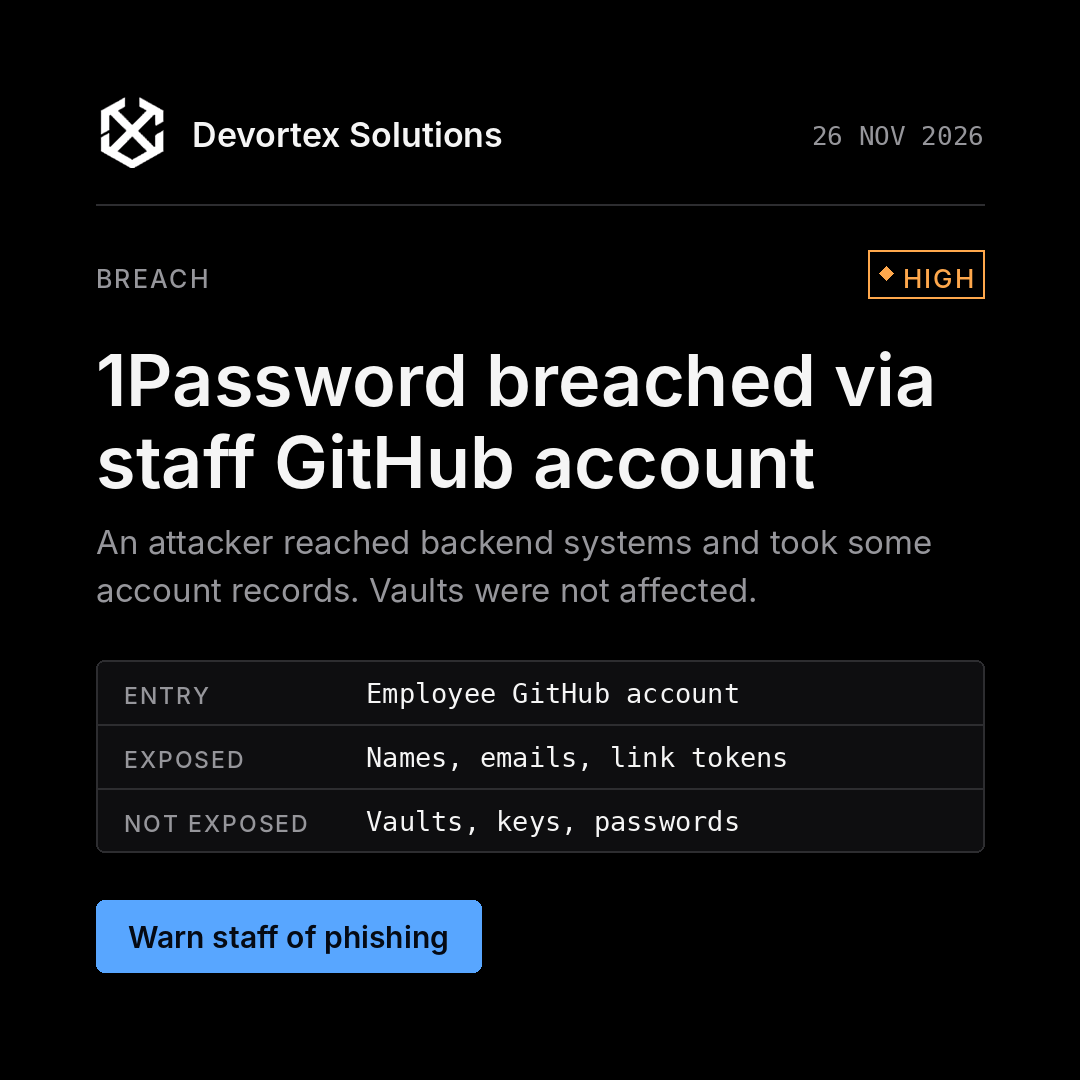 Devortex Solutions
26 NOV 2026
BREACH
HIGH
1Password breached via
staff GitHub account
An attacker reached backend systems and took some
account records. Vaults were not affected.
ENTRY Employee GitHub account
EXPOSED Names, emails, link tokens
NOT EXPOSED Vaults, keys, passwords
Warn staff of phishing